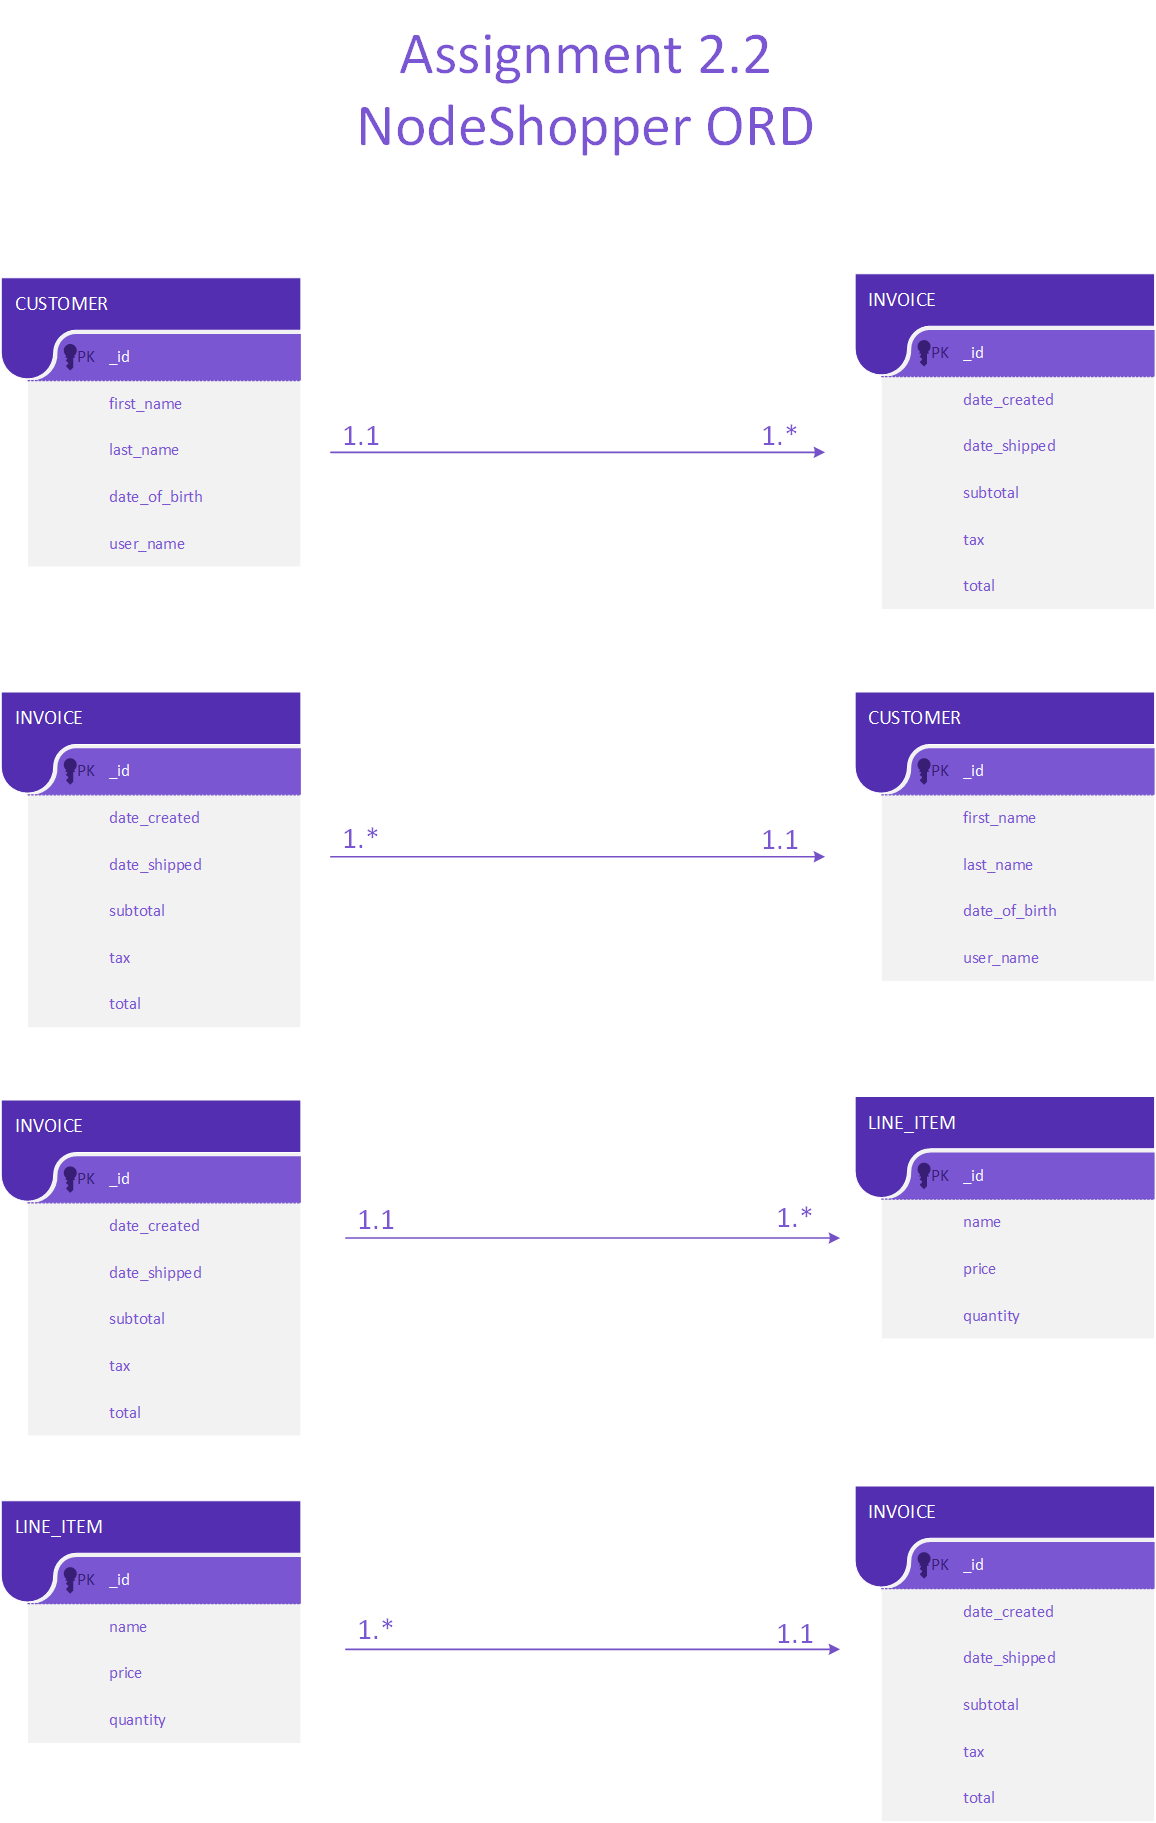 Assignment 2.2
NodeShopper ORD
CUSTOMER
PK _id
first_name
last_name
date_of_birth
user_name
1.1
1.*
INVOICE
PK _id
date_created
date_shipped
subtotal
tax
total
INVOICE
PK _id
date_created
date_shipped
subtotal
tax
total
1.*
1.1
CUSTOMER
PK _id
first_name
last_name
date_of_birth
user_name
INVOICE
PK _id
date_created
date_shipped
subtotal
tax
total
1.1
1.*
LINE_ITEM
PK _id
name
price
quantity
LINE_ITEM
PK _id
name
price
quantity
1.*
1.1
INVOICE
PK _id
date_created
date_shipped
subtotal
tax
total